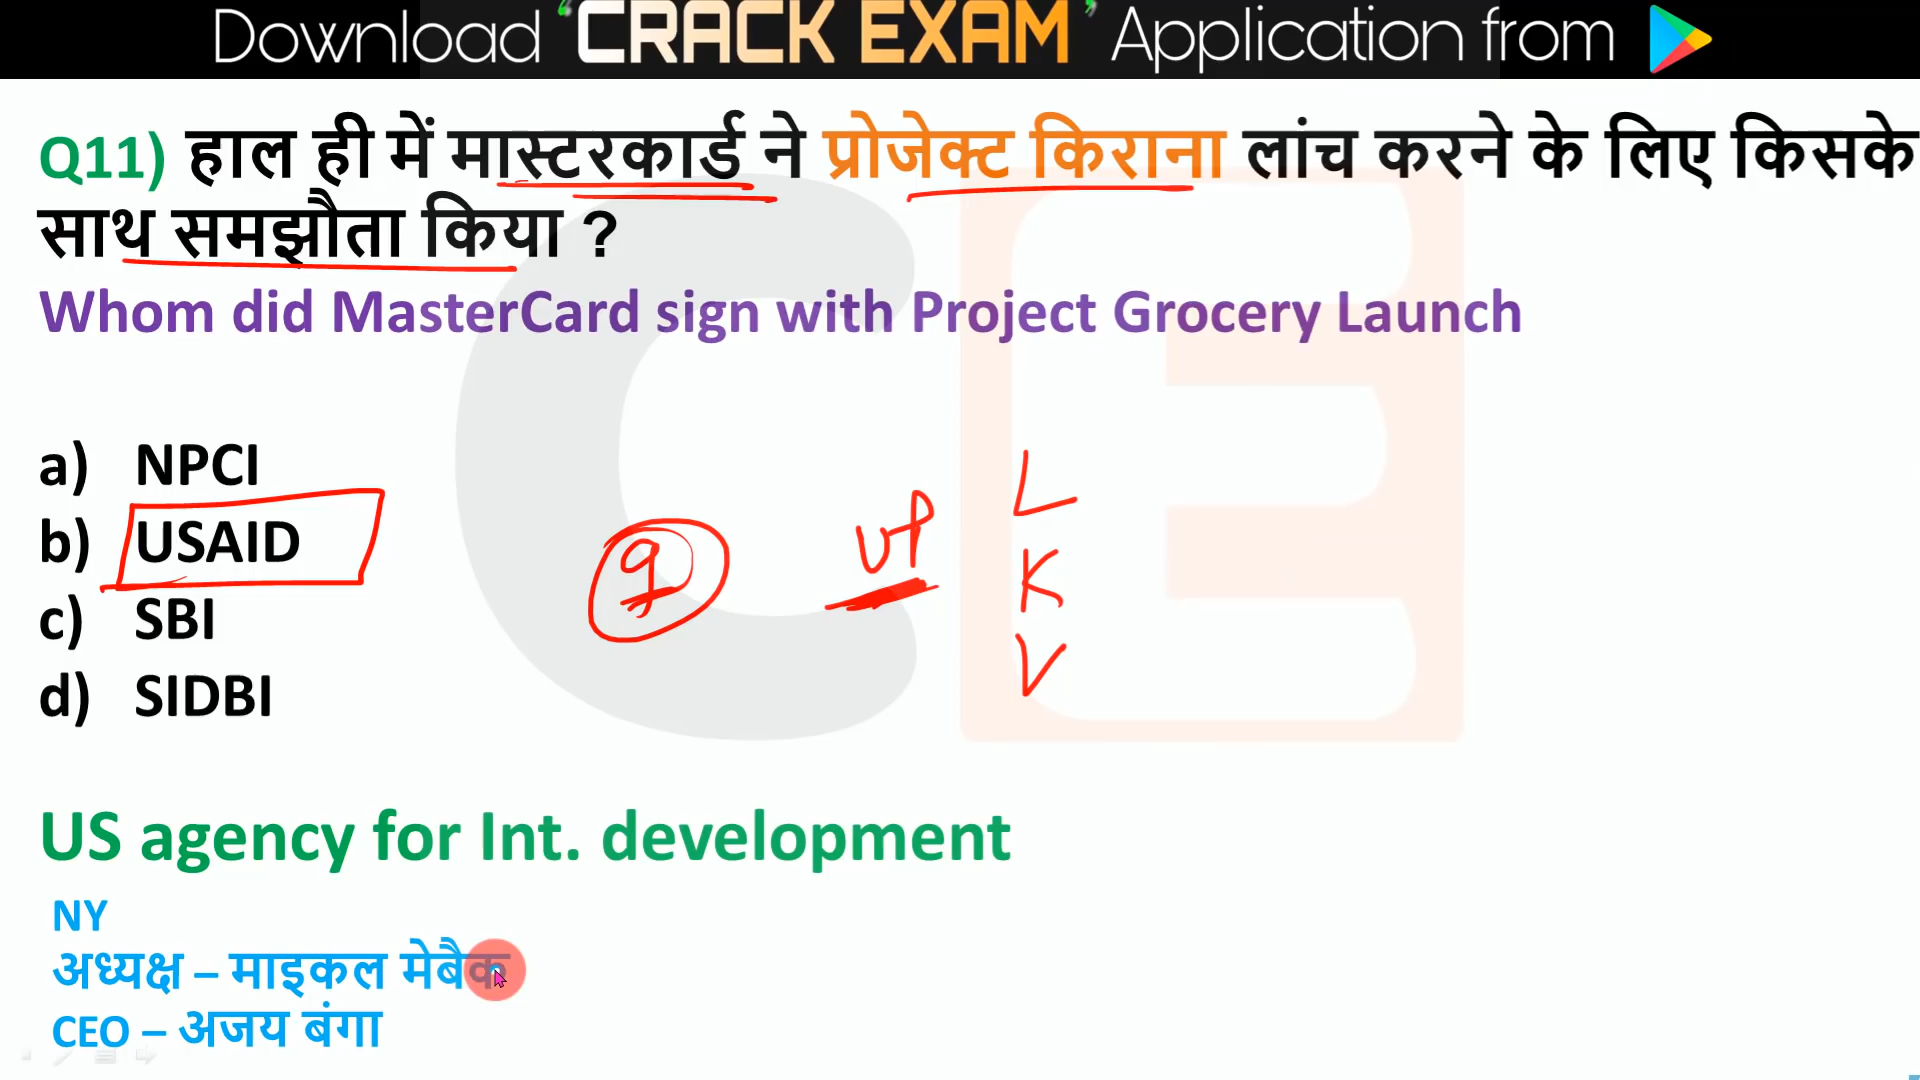 Download ‘CRACK EXAM’ Application from
Q11) हाल ही में मास्टरकार्ड ने प्रोजेक्ट किराना लांच करने के लिए किसके
साथ समझौता किया ?
Whom did MasterCard sign with Project Grocery Launch
a) NPCI
b) USAID
c) SBI
d) SIDBI
UP
L
K
V
US agency for Int. development
NY
अध्यक्ष – माइकल मेबैक
CEO – अजय बंगा